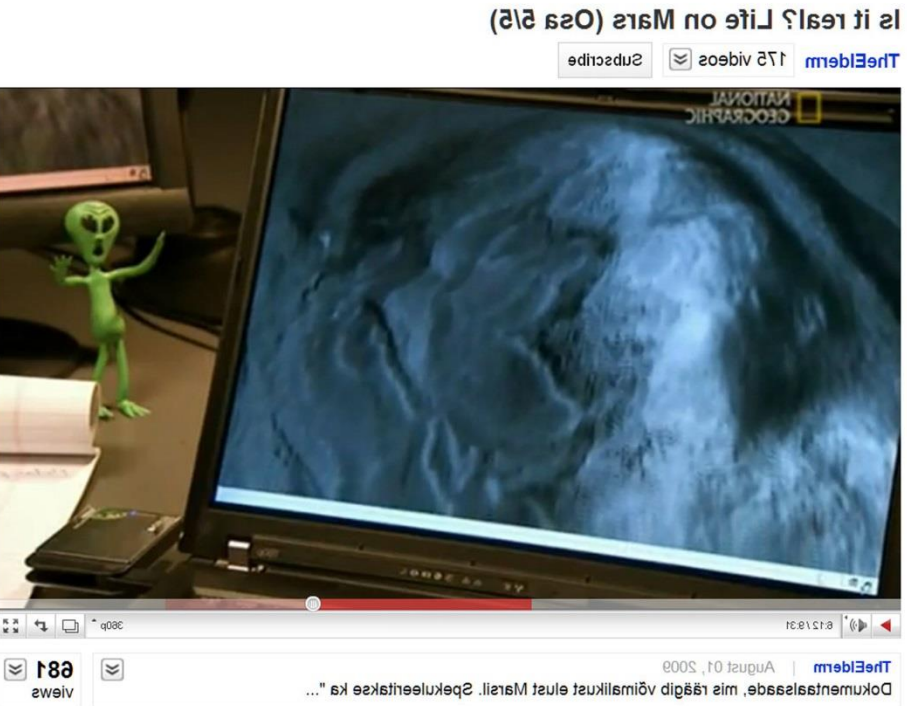 Is it real? Life on Mars (Osa 5/5)
TheElderm 175 videos Subscribe
NATIONAL
GEOGRAPHIC
6:12 / 9:31 360p
TheElderm | August 01, 2009
Dokumentaalsaade, mis räägib võimalikust elust Marsil. Spekuleeritakse ka "...
681
views